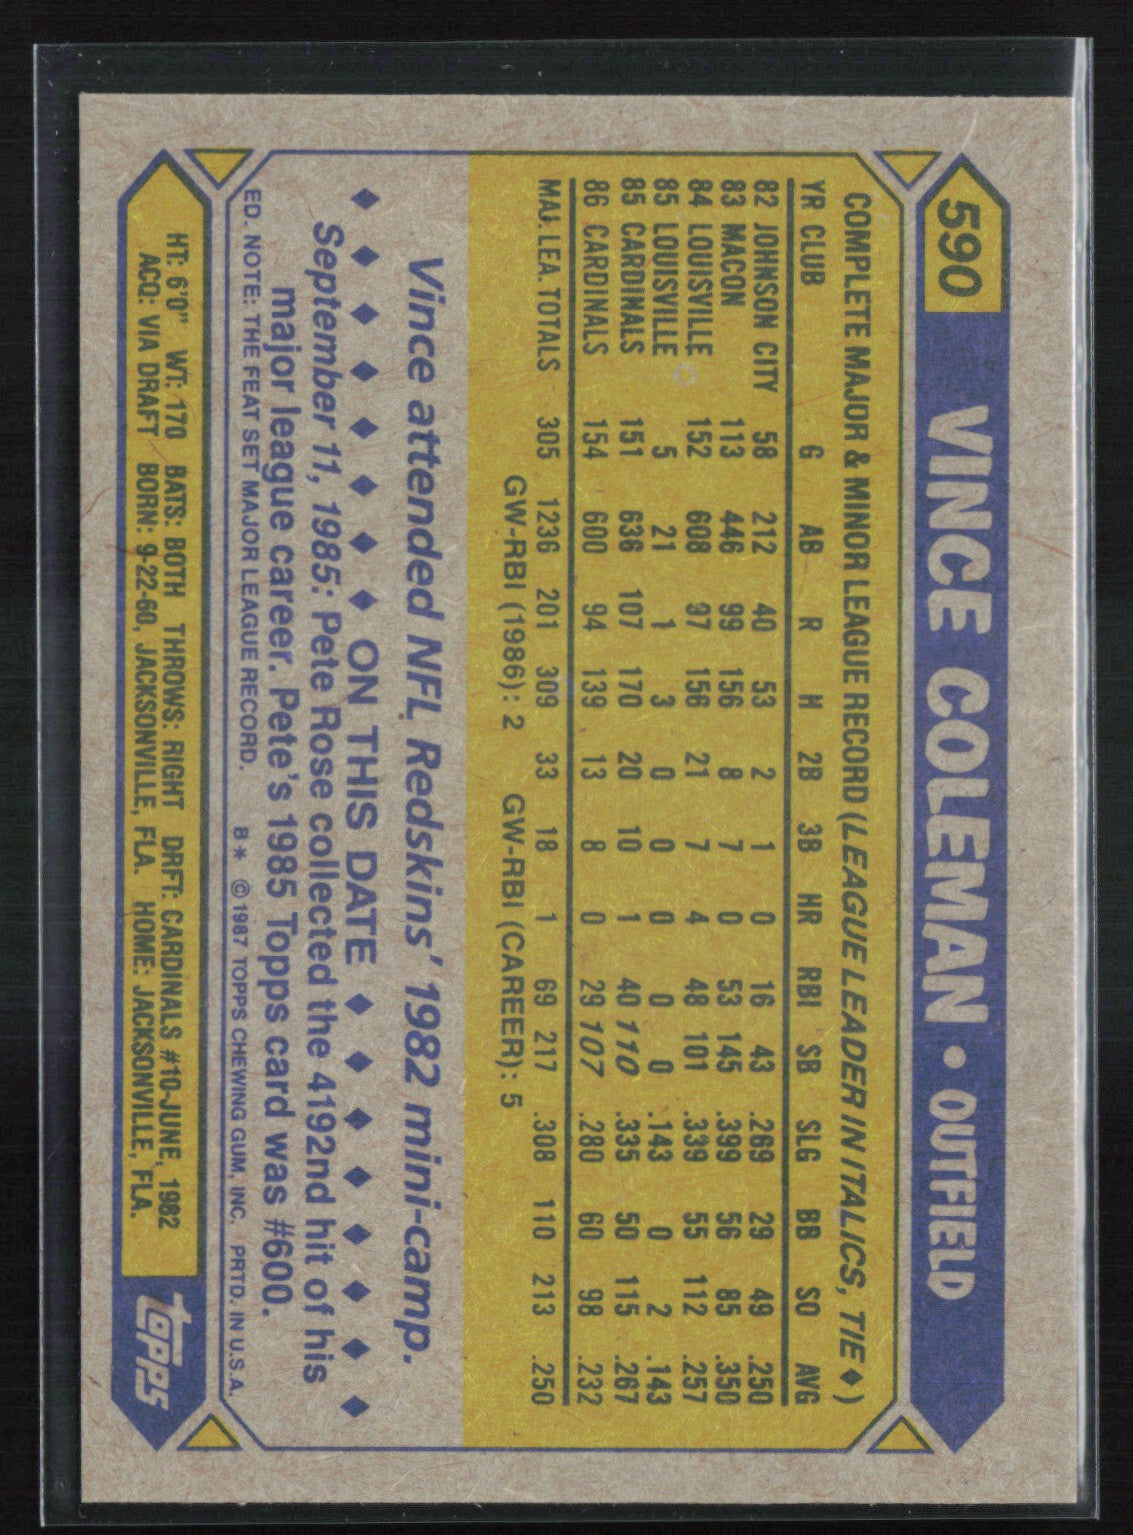 590 VINCE COLEMAN • OUTFIELD
COMPLETE MAJOR & MINOR LEAGUE RECORD (LEAGUE LEADER IN ITALICS, TIE ♦)
YR CLUB G AB R H 2B 3B HR RBI SB SLG BB SO AVG
82 JOHNSON CITY 58 212 40 53 2 1 0 16 43 .269 29 49 .250
83 MACON 113 446 99 156 8 7 0 53 145 .399 56 85 .350
84 LOUISVILLE 152 608 97 156 21 7 4 48 101 .339 55 112 .257
85 LOUISVILLE 5 21 1 3 0 0 0 0 0 .143 0 2 .143
85 CARDINALS 151 636 107 170 20 10 1 40 110 .335 50 115 .267
86 CARDINALS 154 600 94 139 13 8 0 29 107 .280 60 98 .232
MAJ. LEA. TOTALS 305 1236 201 309 33 18 1 69 217 .308 110 213 .250
GW-RBI (1986): 2 GW-RBI (CAREER): 5
Vince attended NFL Redskins' 1982 mini-camp.
♦ ♦ ♦ ♦ ♦ ♦ ♦ ♦ ON THIS DATE ♦ ♦ ♦ ♦ ♦ ♦ ♦ ♦
September 11, 1985: Pete Rose collected the 4192nd hit of his
major league career. Pete's 1985 Topps card was #600.
ED. NOTE: THE FEAT SET MAJOR LEAGUE RECORD. B* ©1987 TOPPS CHEWING GUM, INC. PRTD. IN U.S.A.
HT: 6'0" WT: 170 BATS: BOTH THROWS: RIGHT DRFT: CARDINALS #10-JUNE, 1982
ACQ: VIA DRAFT BORN: 9-22-60, JACKSONVILLE, FLA. HOME: JACKSONVILLE, FLA.
topps